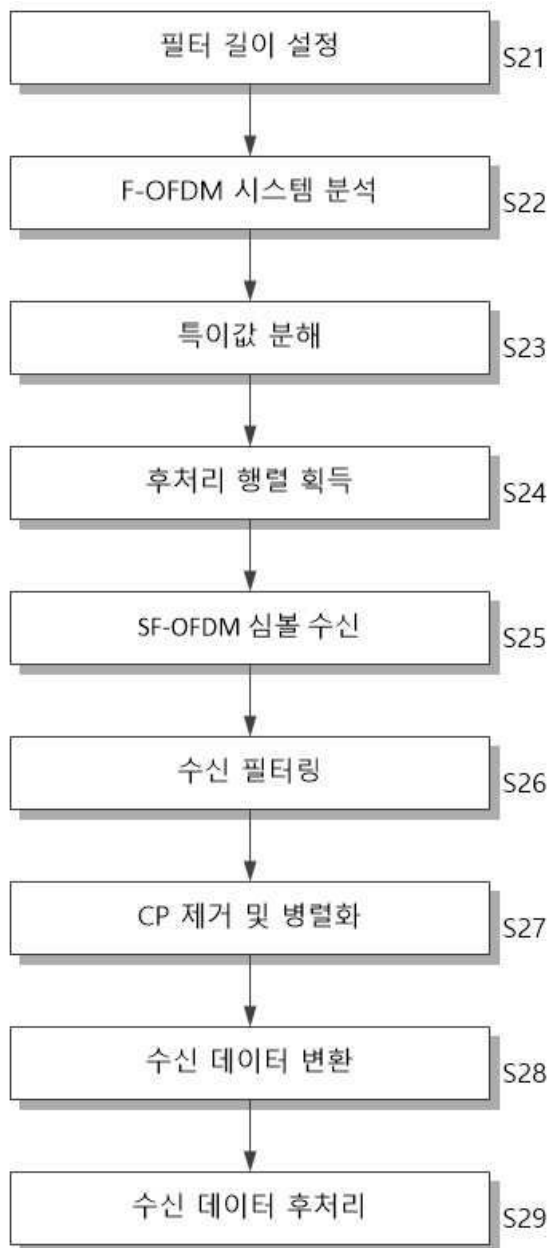 필터 길이 설정
S21
F-OFDM 시스템 분석
S22
특이값 분해
S23
후처리 행렬 획득
S24
SF-OFDM 심볼 수신
S25
수신 필터링
S26
CP 제거 및 병렬화
S27
수신 데이터 변환
S28
수신 데이터 후처리
S29